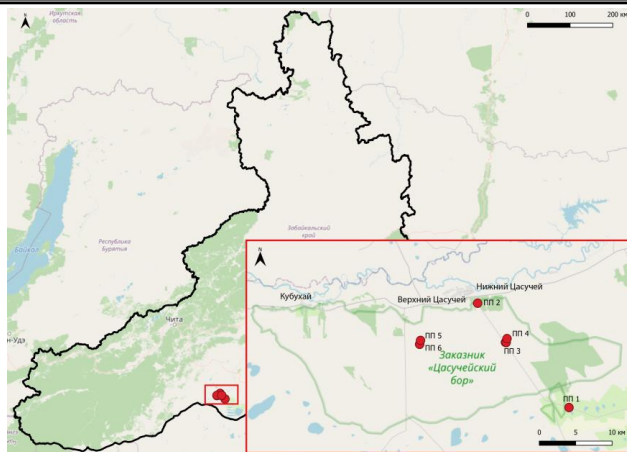 Иркутская
область
0 100 200 км
N
Забайкальский
край
Байкал
Республика
Бурятия
N
Нижний Цасучей
Кубухай
Верхний Цасучей
ПП 2
Чита
ПП 5
ПП 4
н-Удэ
ПП 6
ПП 3
Заказник
«Цасучейский
бор»
ПП 1
0 5 10 км